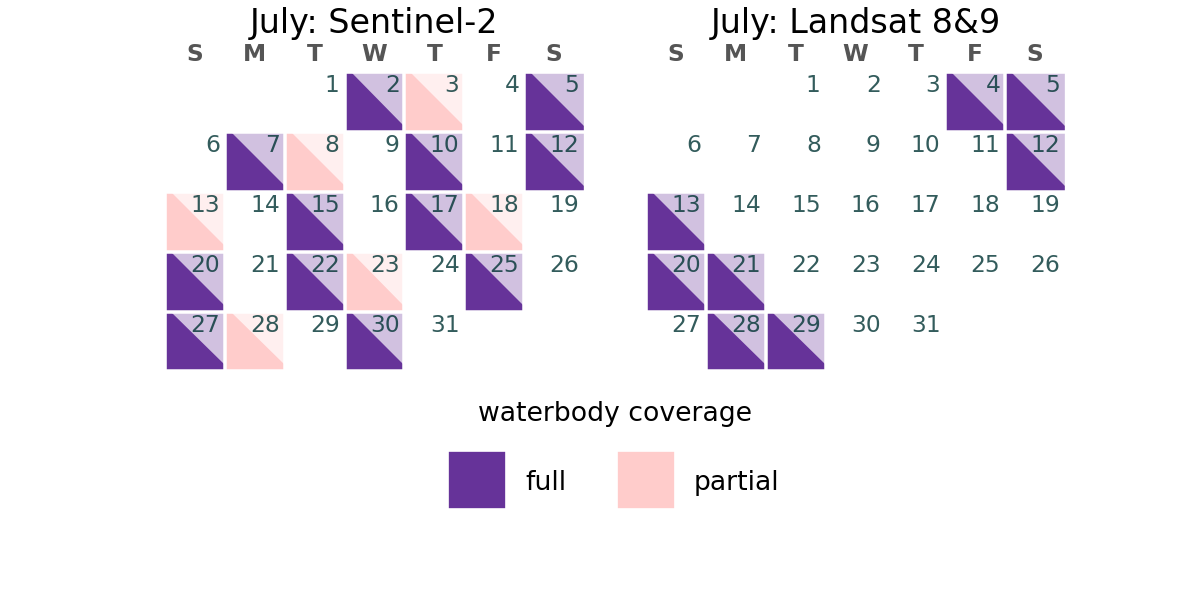 July: Sentinel-2
S M T W T F S
1 2 3 4 5
6 7 8 9 10 11 12
13 14 15 16 17 18 19
20 21 22 23 24 25 26
27 28 29 30 31
July: Landsat 8&9
S M T W T F S
1 2 3 4 5
6 7 8 9 10 11 12
13 14 15 16 17 18 19
20 21 22 23 24 25 26
27 28 29 30 31
waterbody coverage
full partial